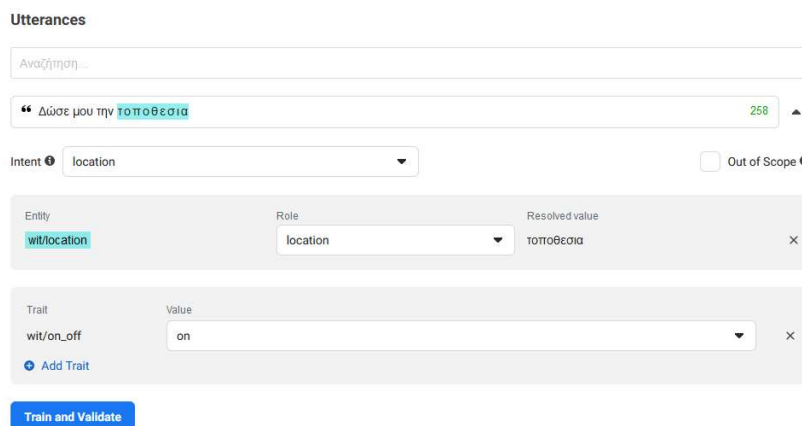 Utterances
Αναζήτηση...
“ Δώσε μου την τοποθεσια 258
Intent location Out of Scope
Entity Role Resolved value
wit/location location τοποθεσια
Trait Value
wit/on_off on
Add Trait
Train and Validate